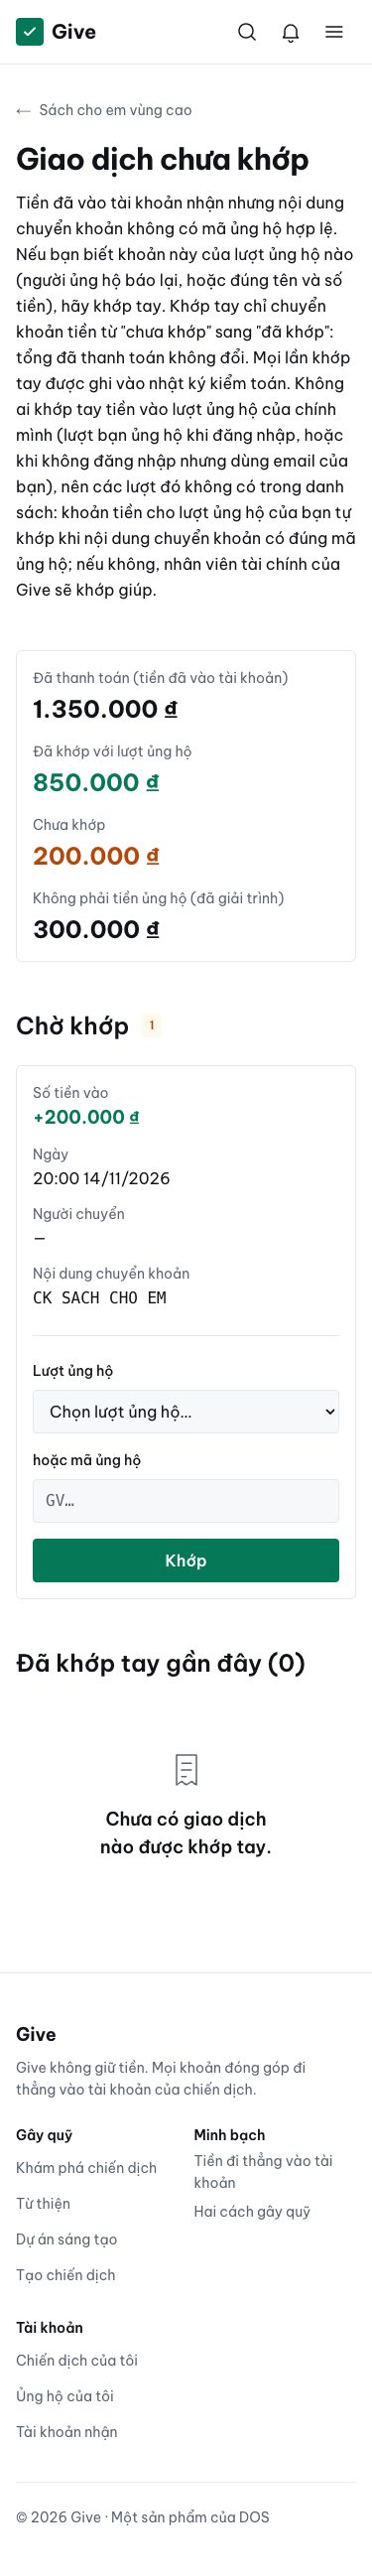 Give
Sách cho em vùng cao
Giao dịch chưa khớp
Tiền đã vào tài khoản nhận nhưng nội dung
chuyển khoản không có mã ủng hộ hợp lệ.
Nếu bạn biết khoản này của lượt ủng hộ nào
(người ủng hộ báo lại, hoặc đúng tên và số
tiền), hãy khớp tay. Khớp tay chỉ chuyển
khoản tiền từ "chưa khớp" sang "đã khớp":
tổng đã thanh toán không đổi. Mọi lần khớp
tay được ghi vào nhật ký kiểm toán. Không
ai khớp tay tiền vào lượt ủng hộ của chính
mình (lượt bạn ủng hộ khi đăng nhập, hoặc
khi không đăng nhập nhưng dùng email của
bạn), nên các lượt đó không có trong danh
sách: khoản tiền cho lượt ủng hộ của bạn tự
khớp khi nội dung chuyển khoản có đúng mã
ủng hộ; nếu không, nhân viên tài chính của
Give sẽ khớp giúp.
Đã thanh toán (tiền đã vào tài khoản)
1.350.000 ₫
Đã khớp với lượt ủng hộ
850.000 ₫
Chưa khớp
200.000 ₫
Không phải tiền ủng hộ (đã giải trình)
300.000 ₫
Chờ khớp 1
Số tiền vào
+200.000 ₫
Ngày
20:00 14/11/2026
Người chuyển
—
Nội dung chuyển khoản
CK SACH CHO EM
Lượt ủng hộ
Chọn lượt ủng hộ…
hoặc mã ủng hộ
GV…
Khớp
Đã khớp tay gần đây (0)
Chưa có giao dịch
nào được khớp tay.
Give
Give không giữ tiền. Mọi khoản đóng góp đi
thẳng vào tài khoản của chiến dịch.
Gây quỹ
Khám phá chiến dịch
Từ thiện
Dự án sáng tạo
Tạo chiến dịch
Minh bạch
Tiền đi thẳng vào tài
khoản
Hai cách gây quỹ
Tài khoản
Chiến dịch của tôi
Ủng hộ của tôi
Tài khoản nhận
© 2026 Give · Một sản phẩm của DOS